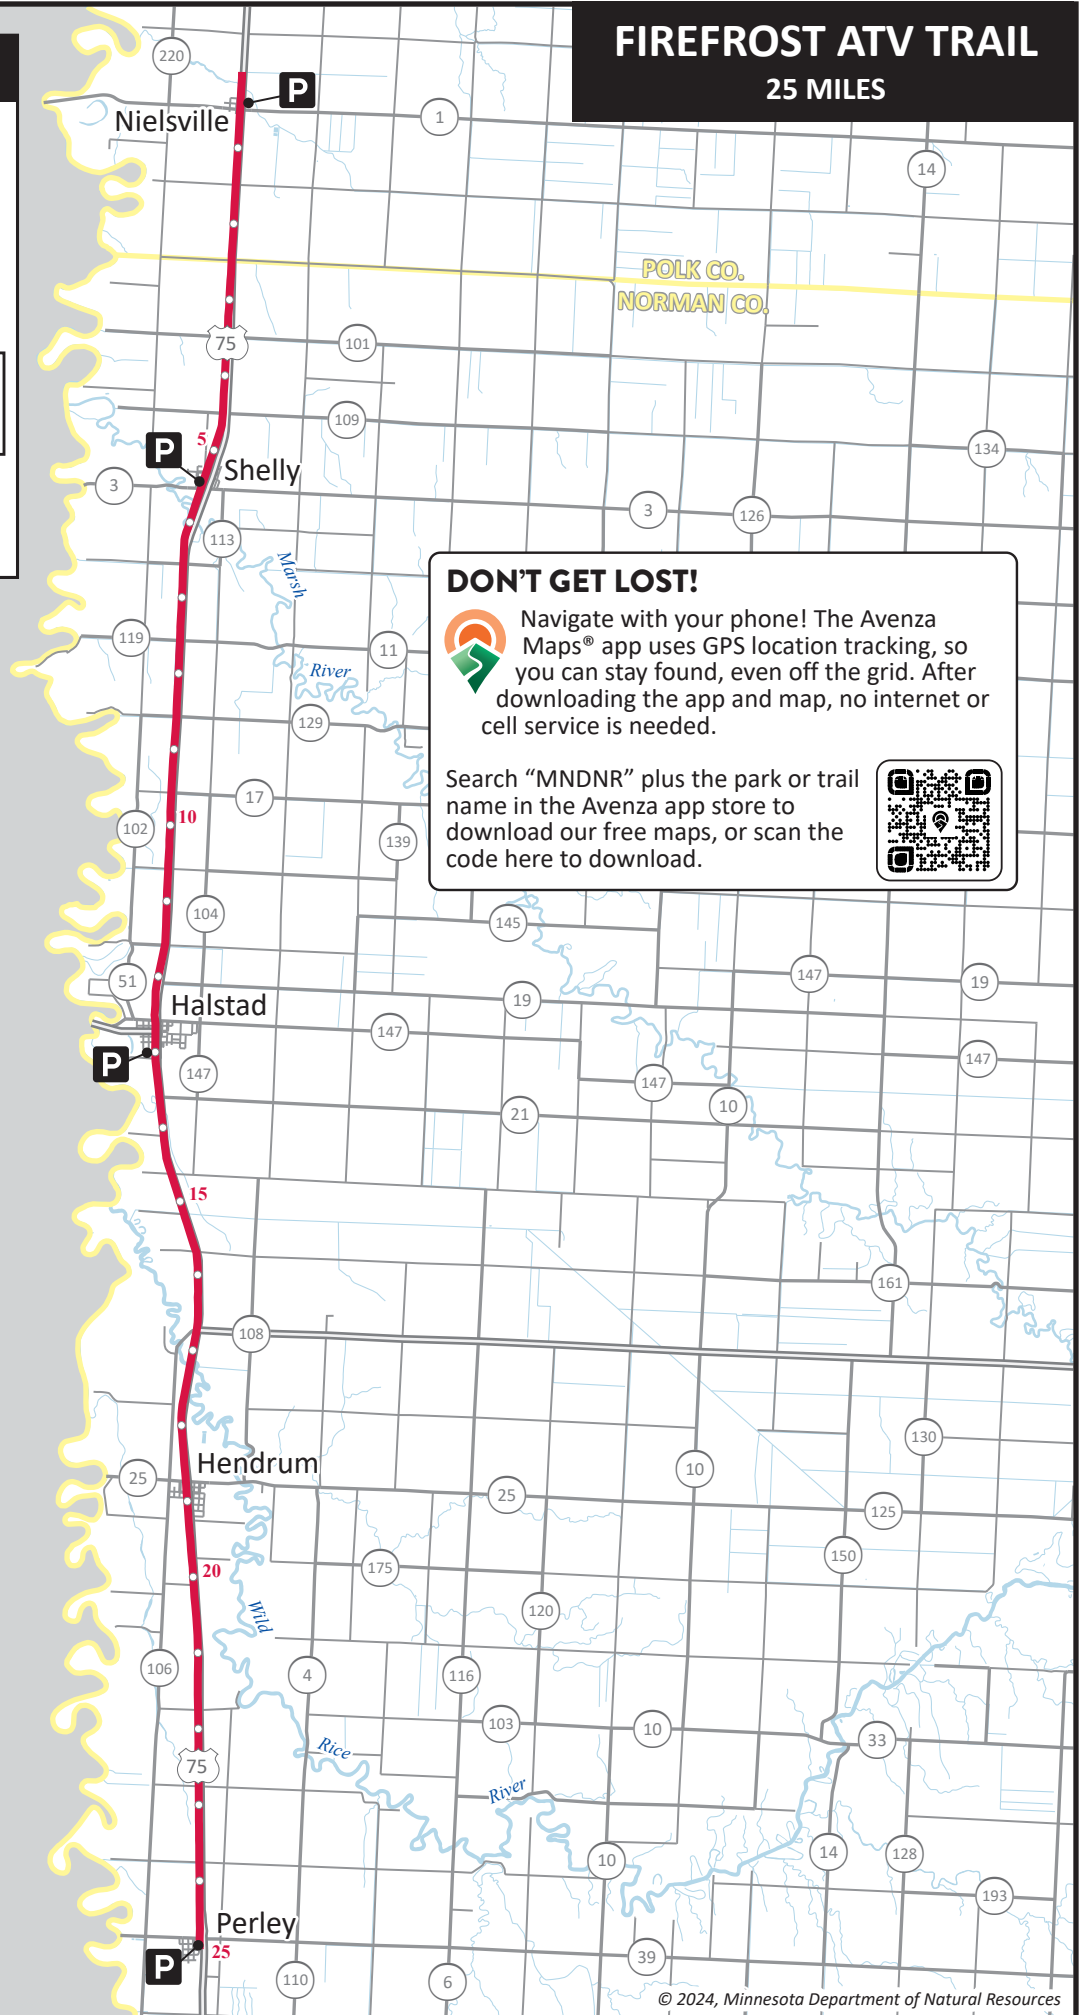 FIREFROST ATV TRAIL
25 MILES
220
P
Nielsville
1
14
POLK CO.
NORMAN CO.
75
101
109
5
P
Shelly
134
3
3
126
113
Marsh
DON'T GET LOST!
Navigate with your phone! The Avenza
Maps® app uses GPS location tracking, so
you can stay found, even off the grid. After
downloading the app and map, no internet or
cell service is needed.
Search “MNDNR” plus the park or trail
name in the Avenza app store to
download our free maps, or scan the
code here to download.
119
11
River
129
17
10
102
139
104
145
51
147
19
19
Halstad
147
P
147
147
147
10
21
15
161
108
130
Hendrum
25
10
25
125
150
20
175
120
Wild
106
4
116
103
10
33
Rice
75
River
10
14
128
193
Perley
25
P
39
110
6
© 2024, Minnesota Department of Natural Resources